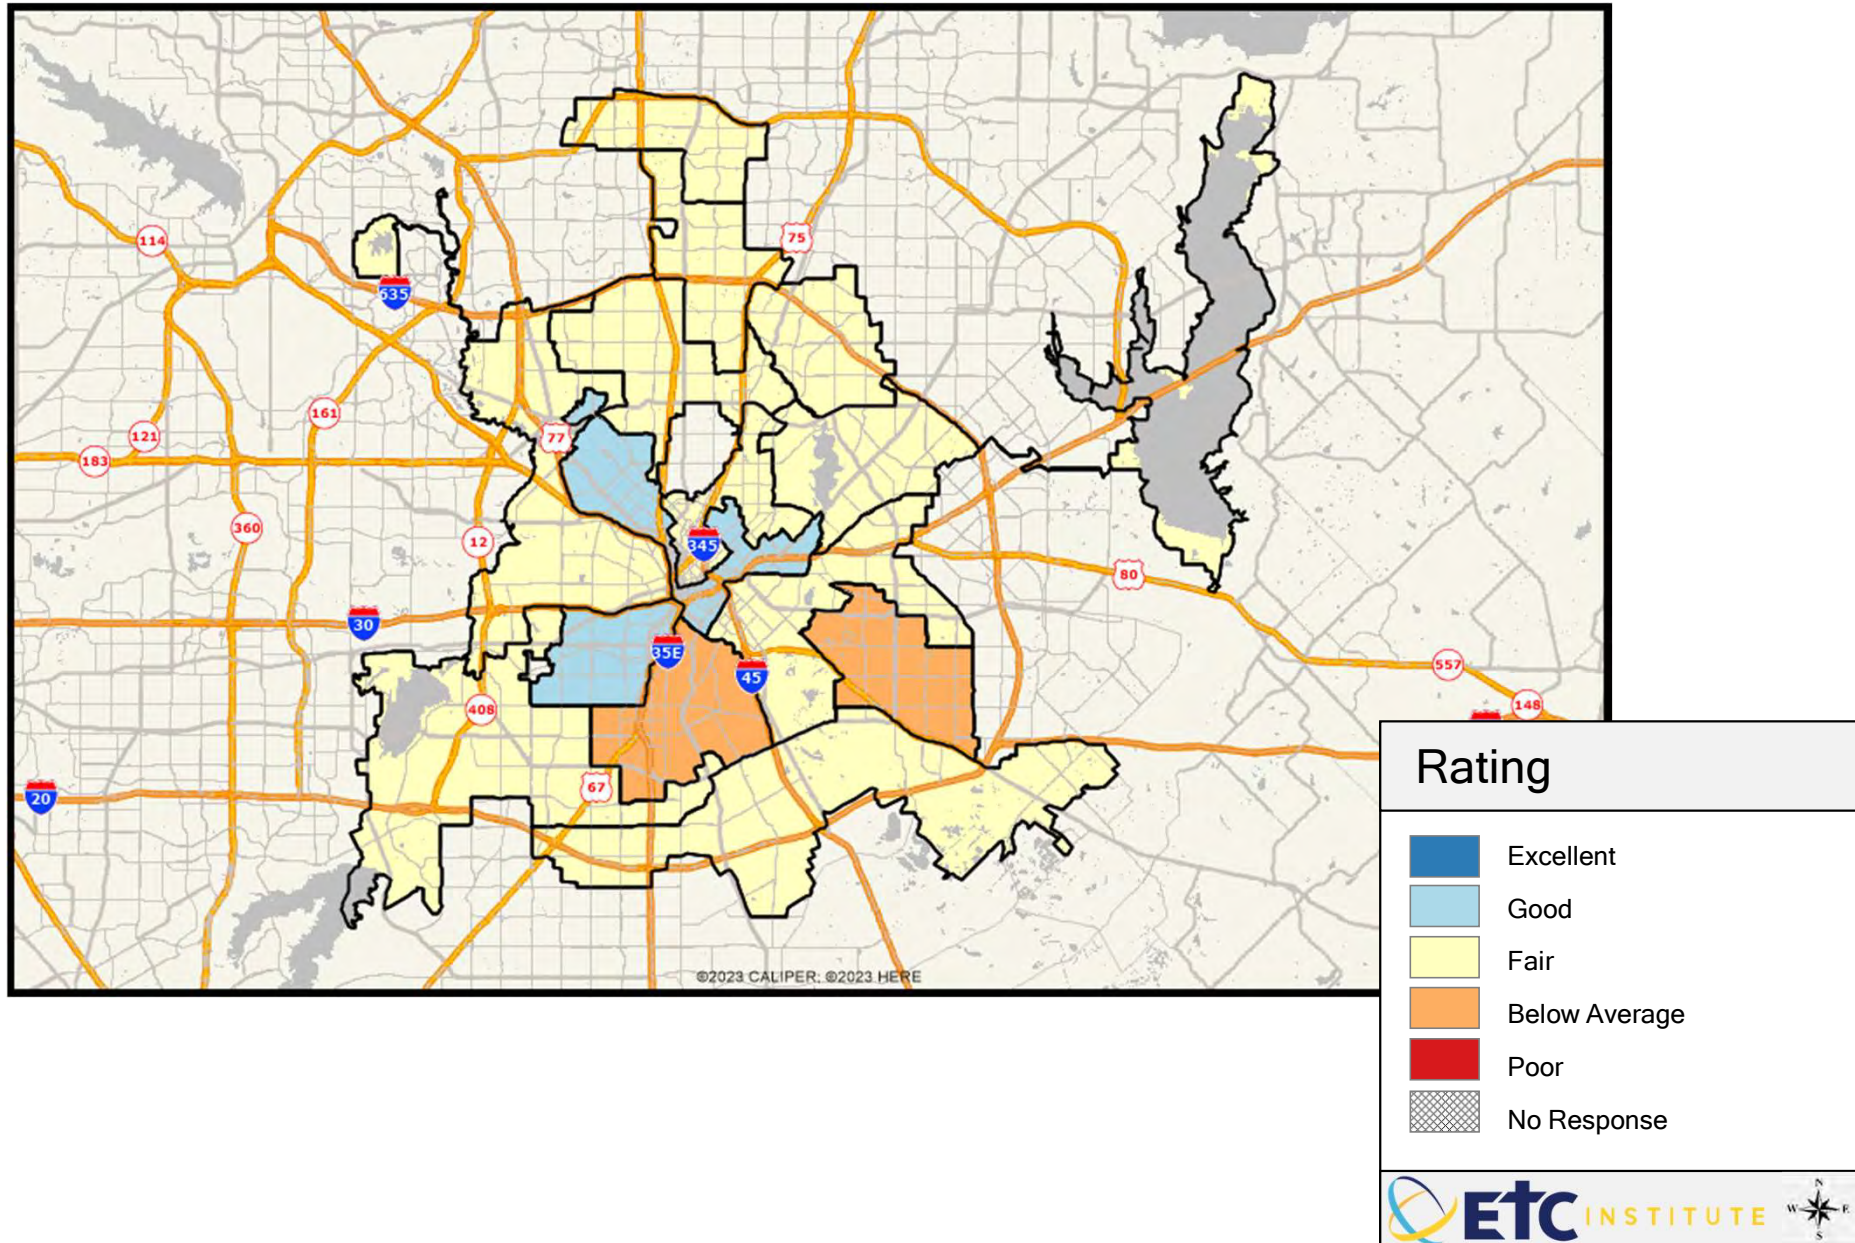 75
114
635
161
77
121
183
360
12
345
80
30
35E
45
557
408
148
67
20
©2023 CALIPER; ©2023 HERE
Rating
Excellent
Good
Fair
Below Average
Poor
No Response
N
W E
S
ETC INSTITUTE